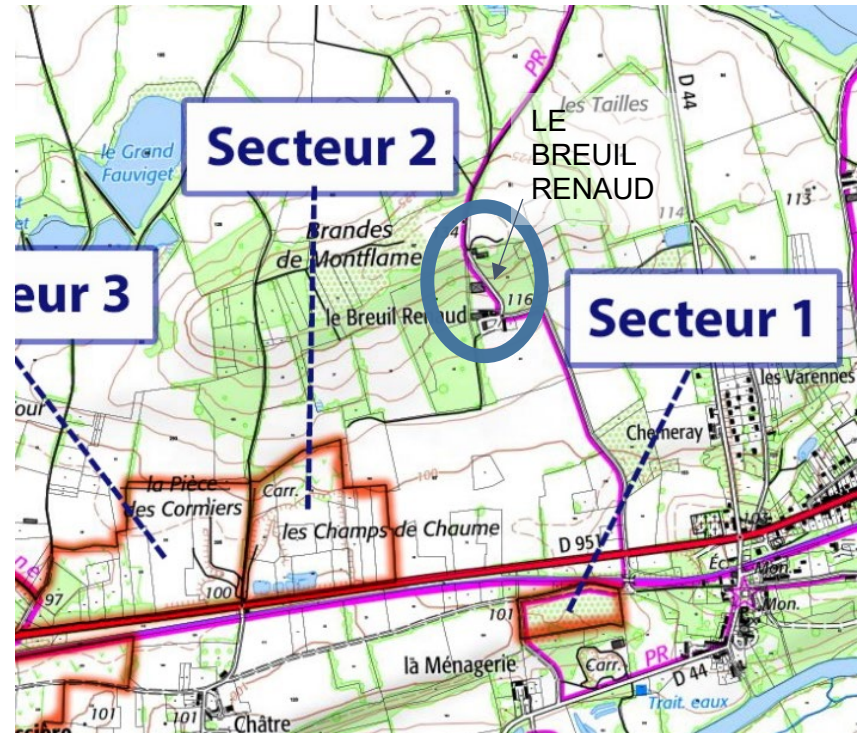 PR
D 44
les Tailles
LE
BREUIL
RENAUD
le Grand
Fauviget
Secteur 2
113
114
Brandes
de Montflame
eur 3
le Breuil Renaud
116
Secteur 1
les Varennes
Chemeray
la Pièce
des Cormiers
Carr.
100
les Champs de Chaume
D 951
Éc.
Mon.
Mon.
97
100
101
la Ménagerie
Carr.
PR
D 44
Trait. eaux
101
101
Châtre